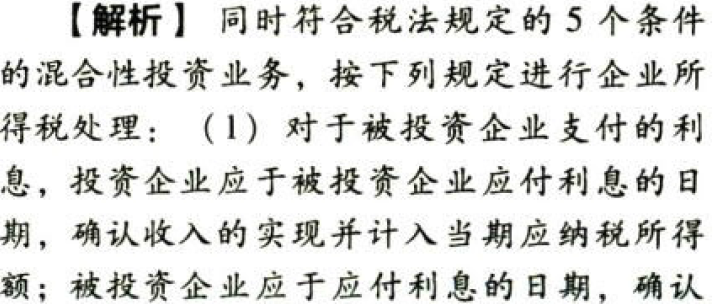 【解析】 同时符合税法规定的 5 个条件
的混合性投资业务，按下列规定进行企业所
得税处理：（1）对于被投资企业支付的利
息，投资企业应于被投资企业应付利息的日
期，确认收入的实现并计入当期应纳税所得
额；被投资企业应于应付利息的日期，确认